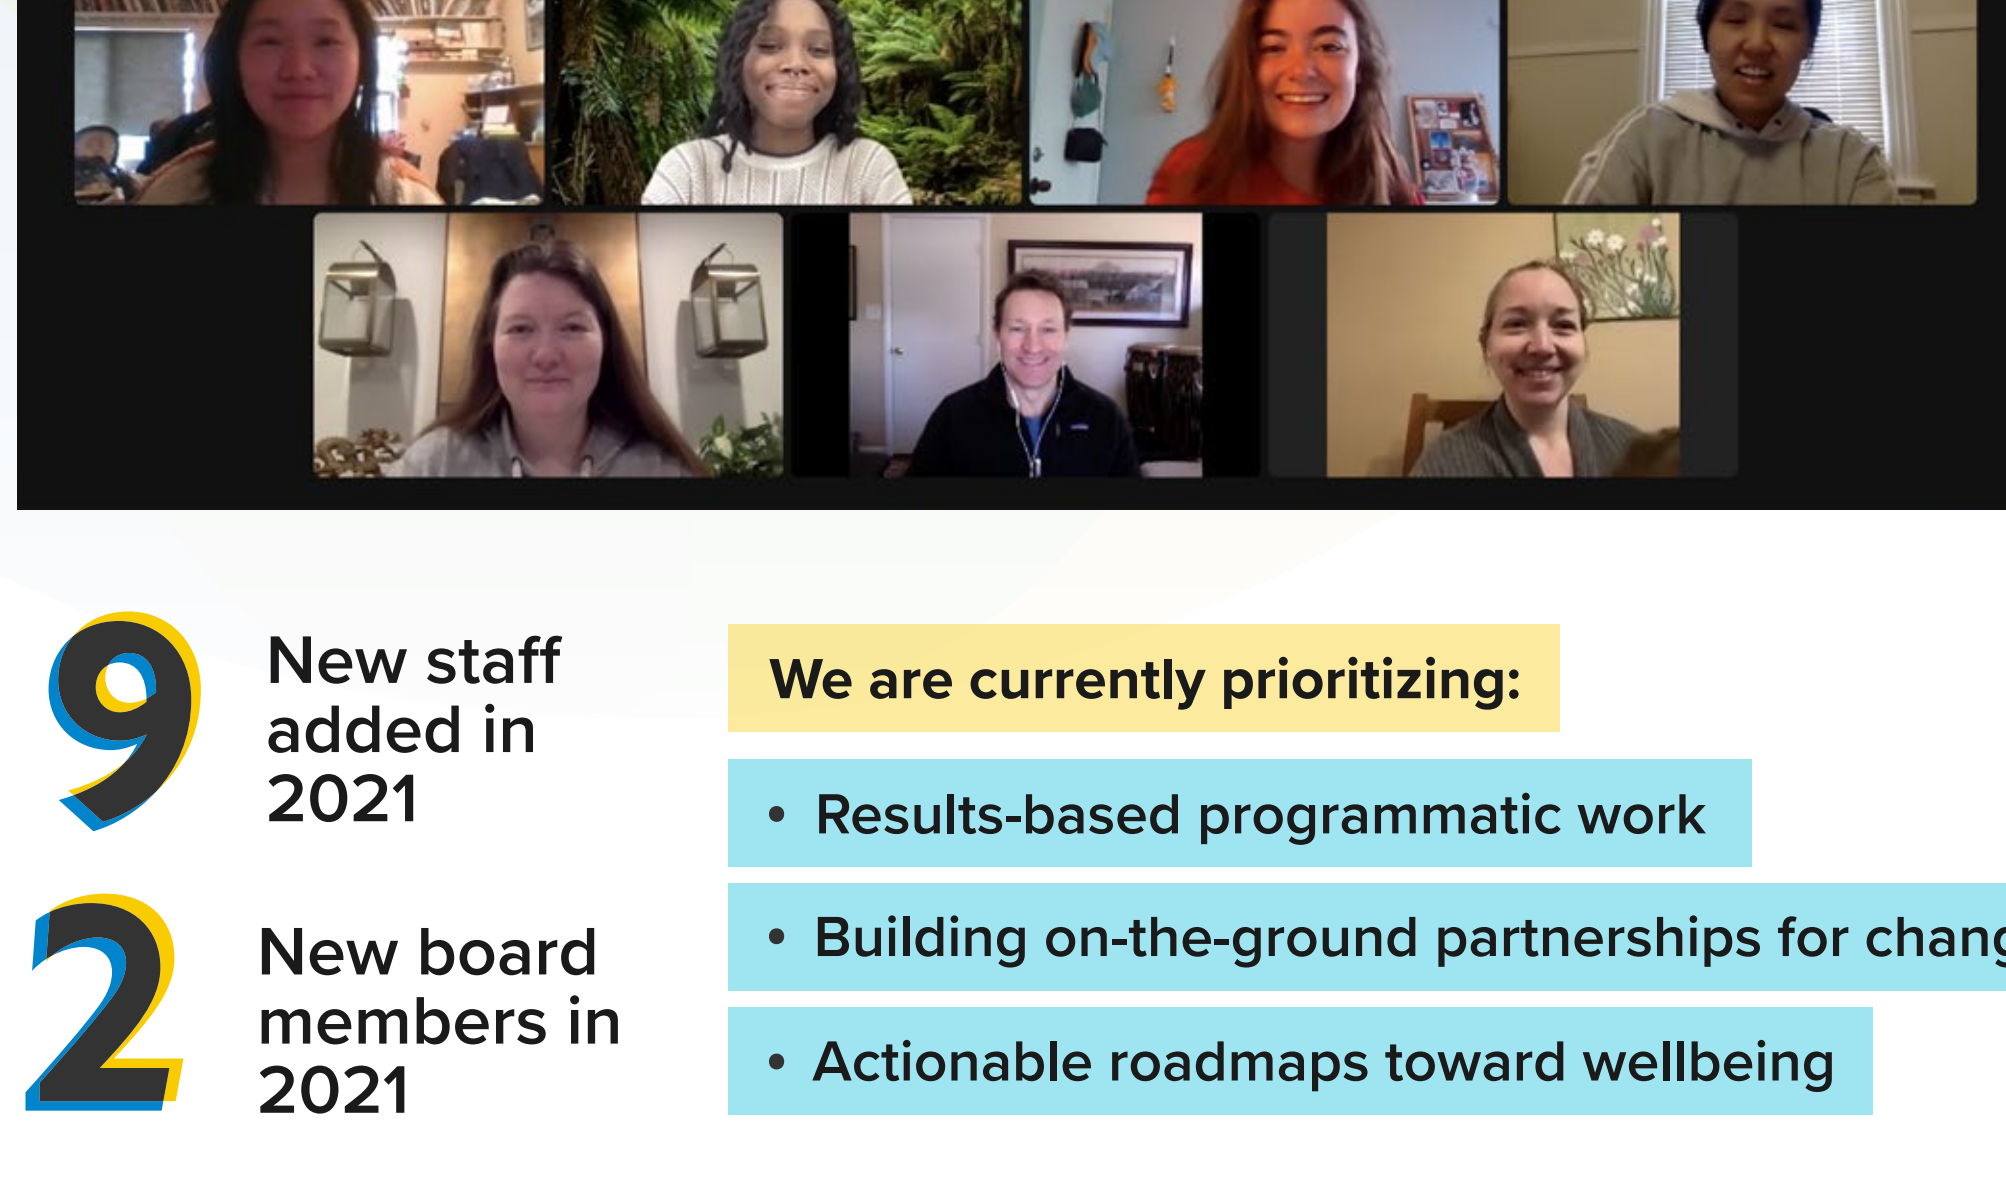 9
New staff
added in
2021
2
New board
members in
2021
We are currently prioritizing:
• Results-based programmatic work
• Building on-the-ground partnerships for chang
• Actionable roadmaps toward wellbeing